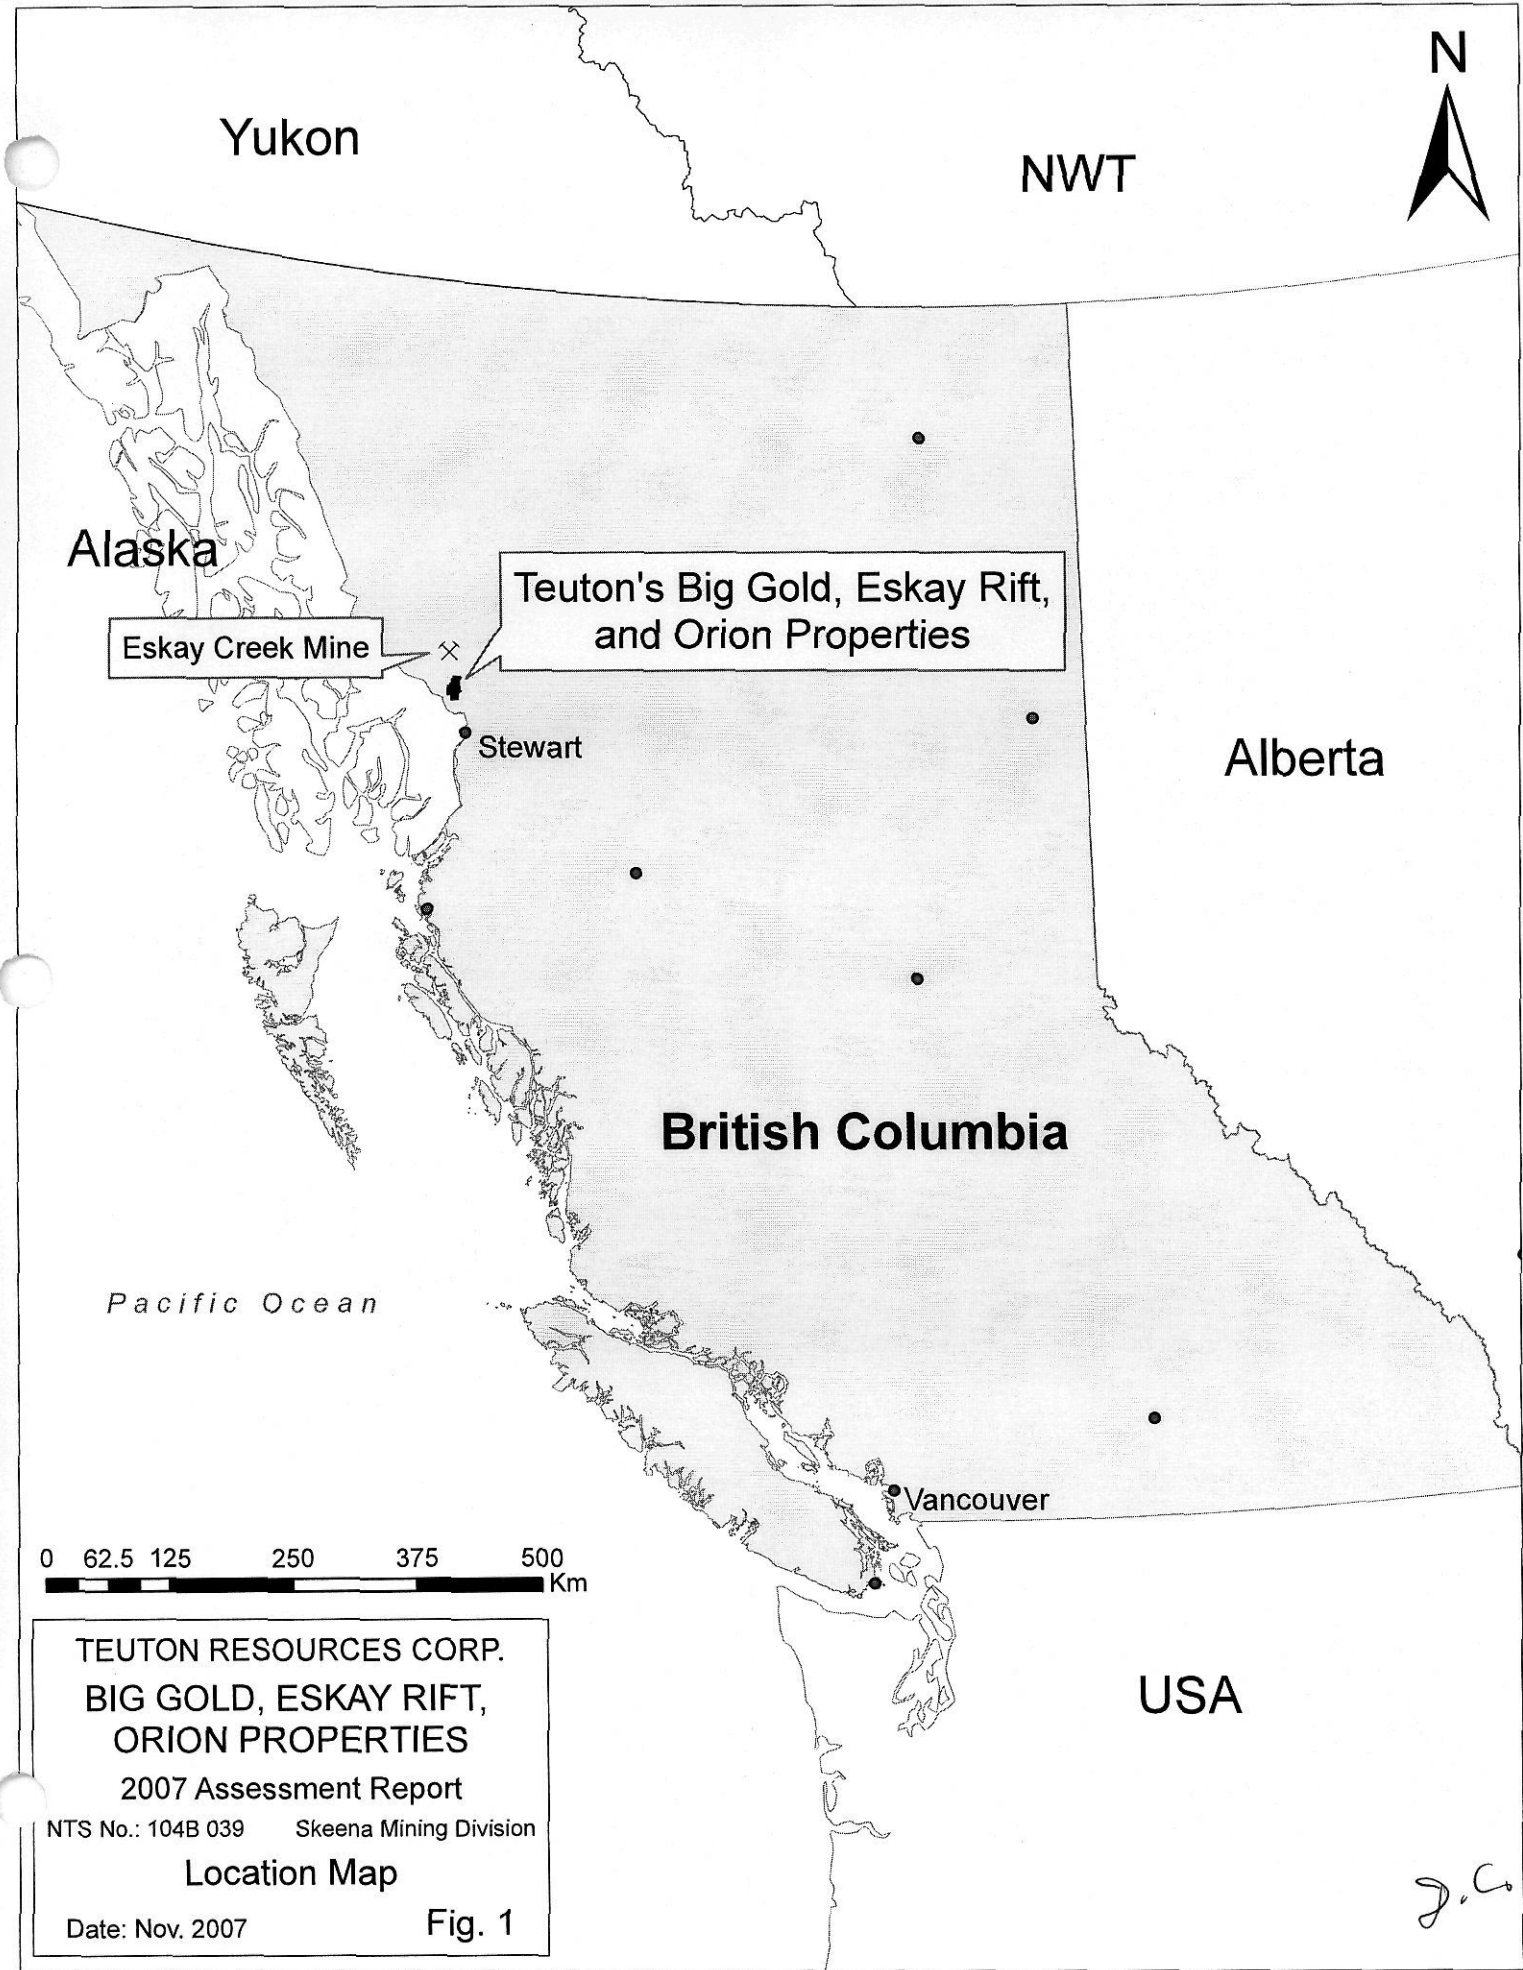 N
Yukon
NWT
Alaska
Teuton's Big Gold, Eskay Rift,
and Orion Properties
Eskay Creek Mine
Stewart
Alberta
British Columbia
Pacific Ocean
Vancouver
0 62.5 125 250 375 500
Km
USA
TEUTON RESOURCES CORP.
BIG GOLD, ESKAY RIFT,
ORION PROPERTIES
2007 Assessment Report
NTS No.: 104B 039 Skeena Mining Division
Location Map
Date: Nov. 2007 Fig. 1